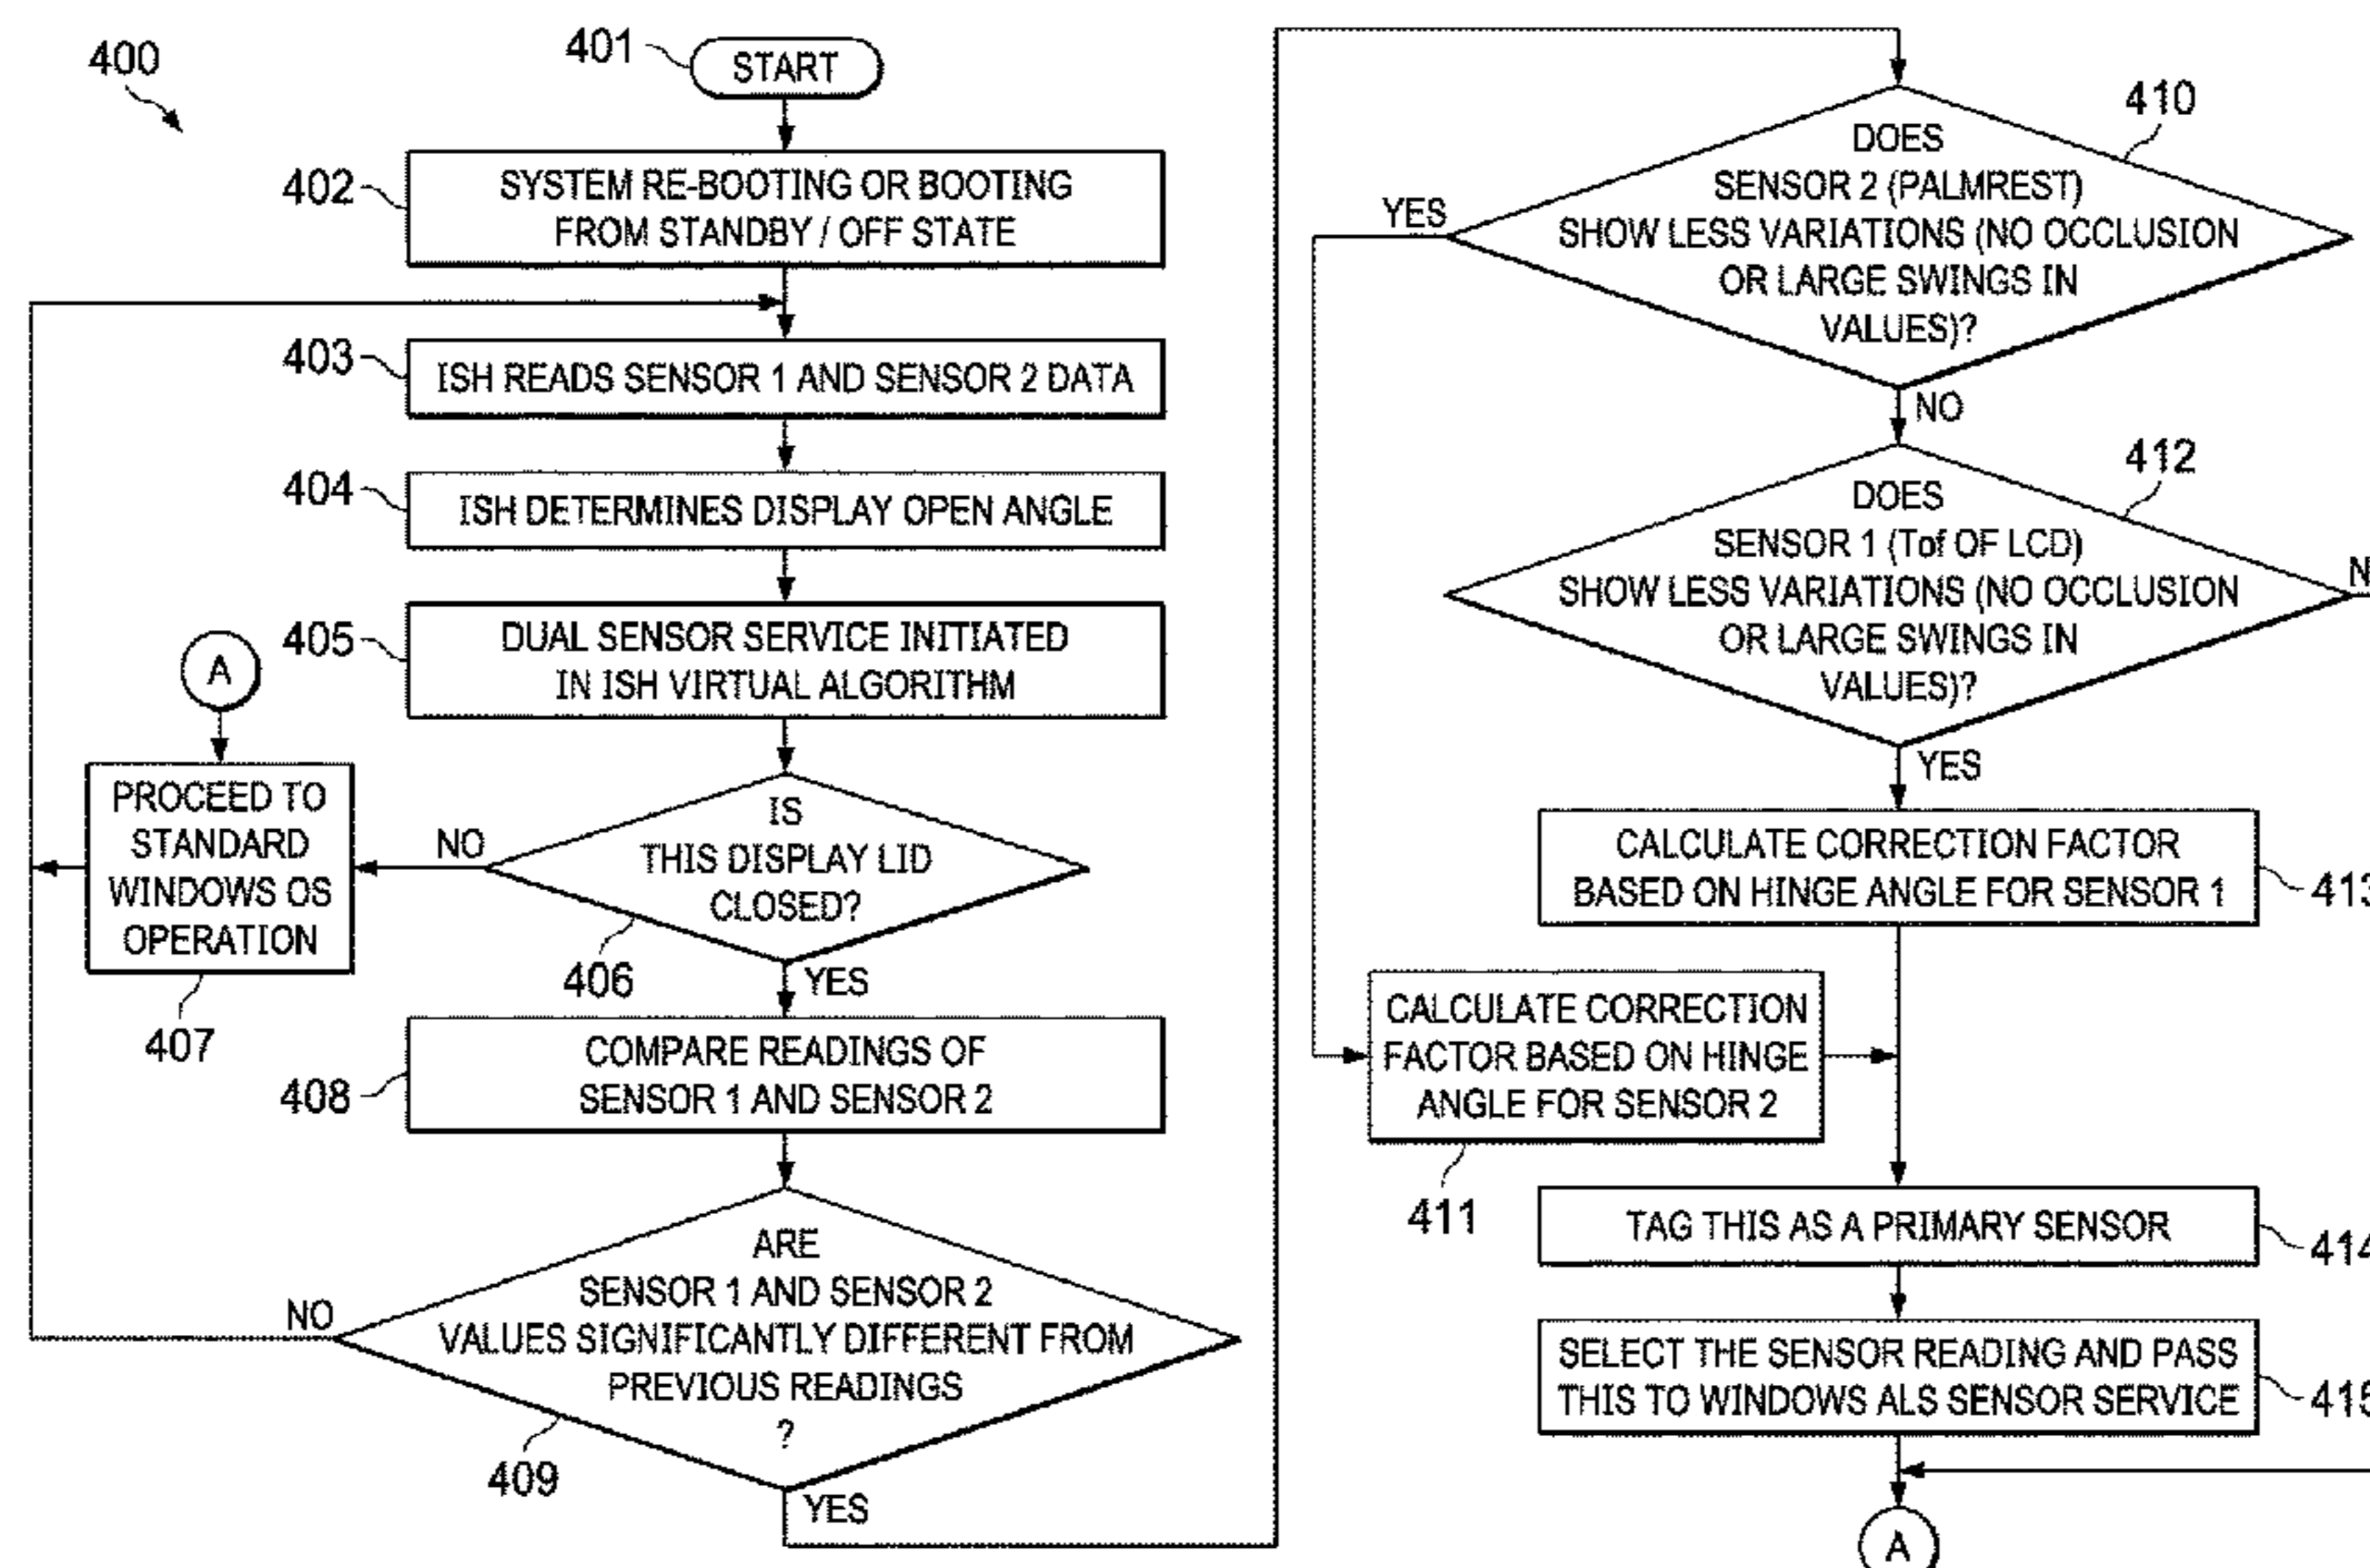 400
401
START
402
SYSTEM RE-BOOTING OR BOOTING
FROM STANDBY / OFF STATE
403
ISH READS SENSOR 1 AND SENSOR 2 DATA
404
ISH DETERMINES DISPLAY OPEN ANGLE
405
DUAL SENSOR SERVICE INITIATED
IN ISH VIRTUAL ALGORITHM
A
PROCEED TO
STANDARD
WINDOWS OS
OPERATION
407
NO
IS
THIS DISPLAY LID
CLOSED?
406
YES
408
COMPARE READINGS OF
SENSOR 1 AND SENSOR 2
NO
ARE
SENSOR 1 AND SENSOR 2
VALUES SIGNIFICANTLY DIFFERENT FROM
PREVIOUS READINGS
?
409
YES
410
DOES
SENSOR 2 (PALMREST)
SHOW LESS VARIATIONS (NO OCCLUSION
OR LARGE SWINGS IN
VALUES)?
YES
NO
412
DOES
SENSOR 1 (Tof OF LCD)
SHOW LESS VARIATIONS (NO OCCLUSION
OR LARGE SWINGS IN
VALUES)?
N
YES
CALCULATE CORRECTION FACTOR
BASED ON HINGE ANGLE FOR SENSOR 1
413
CALCULATE CORRECTION
FACTOR BASED ON HINGE
ANGLE FOR SENSOR 2
411
TAG THIS AS A PRIMARY SENSOR
414
SELECT THE SENSOR READING AND PASS
THIS TO WINDOWS ALS SENSOR SERVICE
415
A